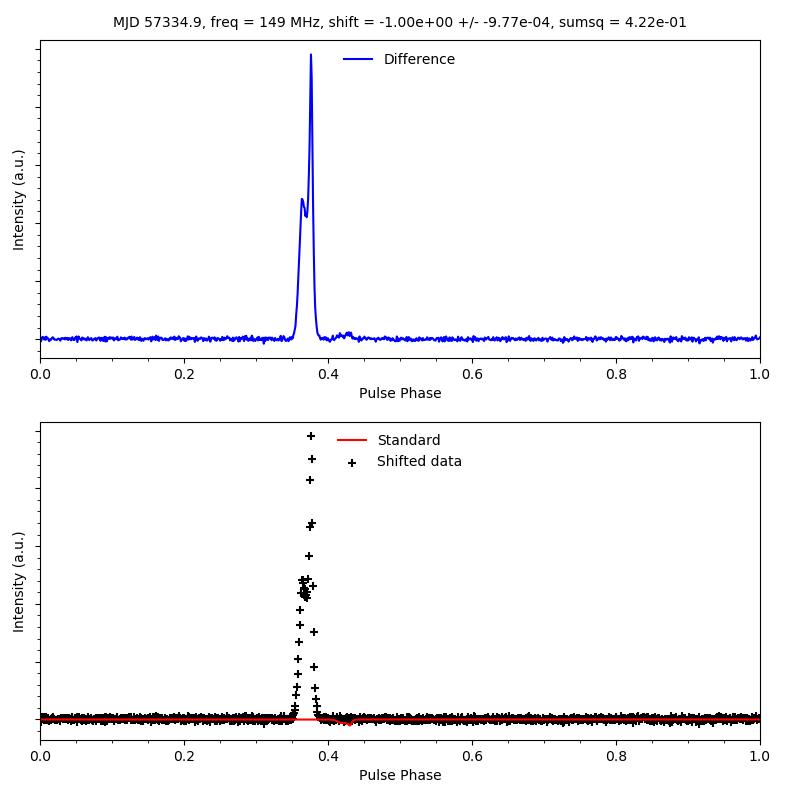 MJD 57334.9, freq = 149 MHz, shift = -1.00e+00 +/- -9.77e-04, sumsq = 4.22e-01
Difference
Intensity (a.u.)
0.0 0.2 0.4 0.6 0.8 1.0
Pulse Phase
Standard
Shifted data
Intensity (a.u.)
0.0 0.2 0.4 0.6 0.8 1.0
Pulse Phase